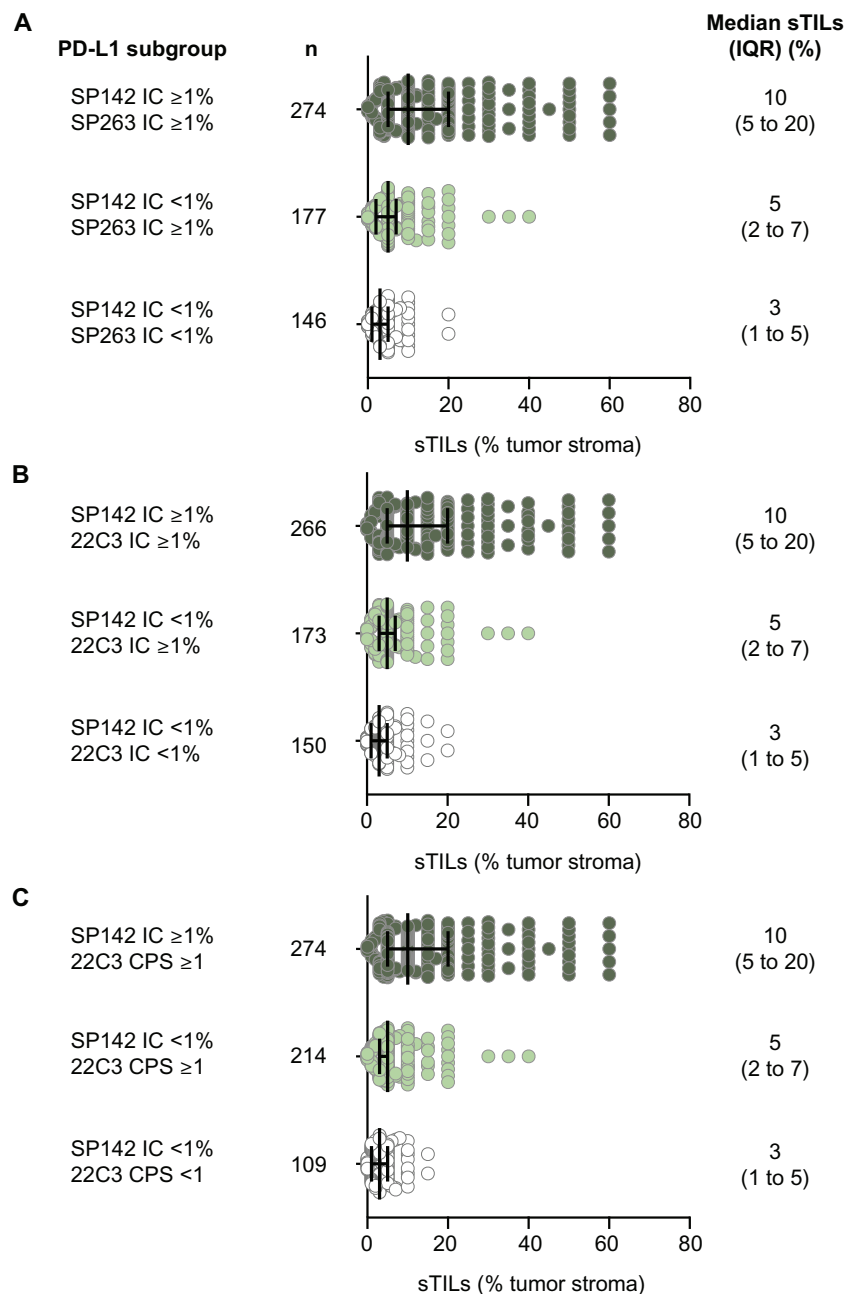 A
PD-L1 subgroup n Median sTILs
(IQR) (%)
SP142 IC ≥1%
SP263 IC ≥1%
274
10
(5 to 20)
SP142 IC <1%
SP263 IC ≥1%
177
5
(2 to 7)
SP142 IC <1%
SP263 IC <1%
146
3
(1 to 5)
0 20 40 60 80
sTILs (% tumor stroma)
B
SP142 IC ≥1%
22C3 IC ≥1%
266
10
(5 to 20)
SP142 IC <1%
22C3 IC ≥1%
173
5
(2 to 7)
SP142 IC <1%
22C3 IC <1%
150
3
(1 to 5)
0 20 40 60 80
sTILs (% tumor stroma)
C
SP142 IC ≥1%
22C3 CPS ≥1
274
10
(5 to 20)
SP142 IC <1%
22C3 CPS ≥1
214
5
(2 to 7)
SP142 IC <1%
22C3 CPS <1
109
3
(1 to 5)
0 20 40 60 80
sTILs (% tumor stroma)